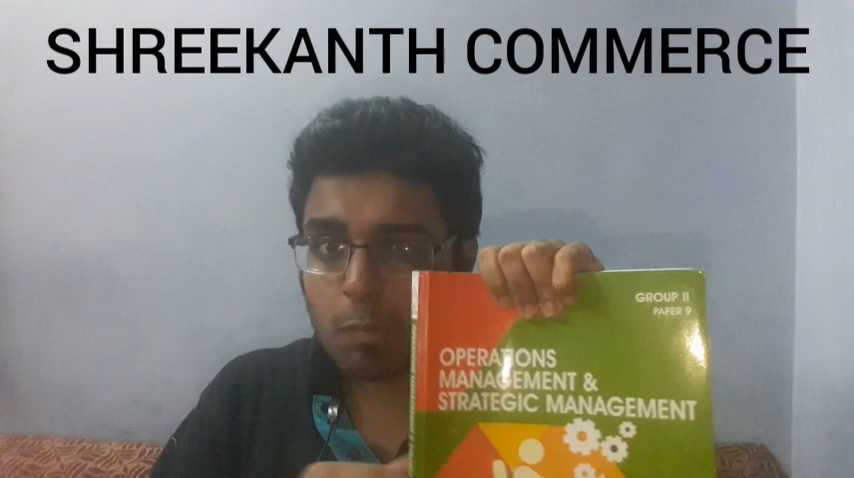 SHREEKANTH COMMERCE
GROUP II
PAPER 9
OPERATIONS
MANAGEMENT &
STRATEGIC MANAGEMENT